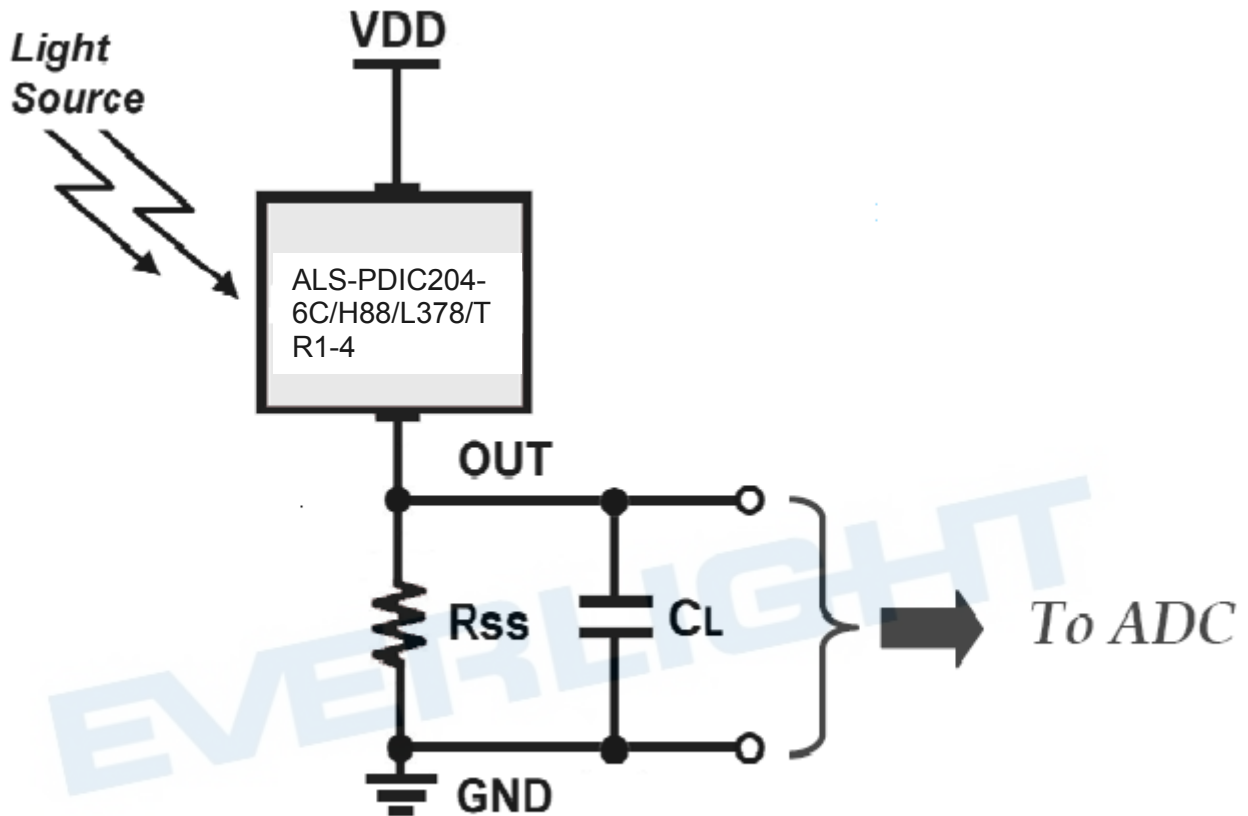 Light
Source
VDD
ALS-PDIC204-
6C/H88/L378/T
R1-4
OUT
Rss
CL
To ADC
GND
EVERLIGHT